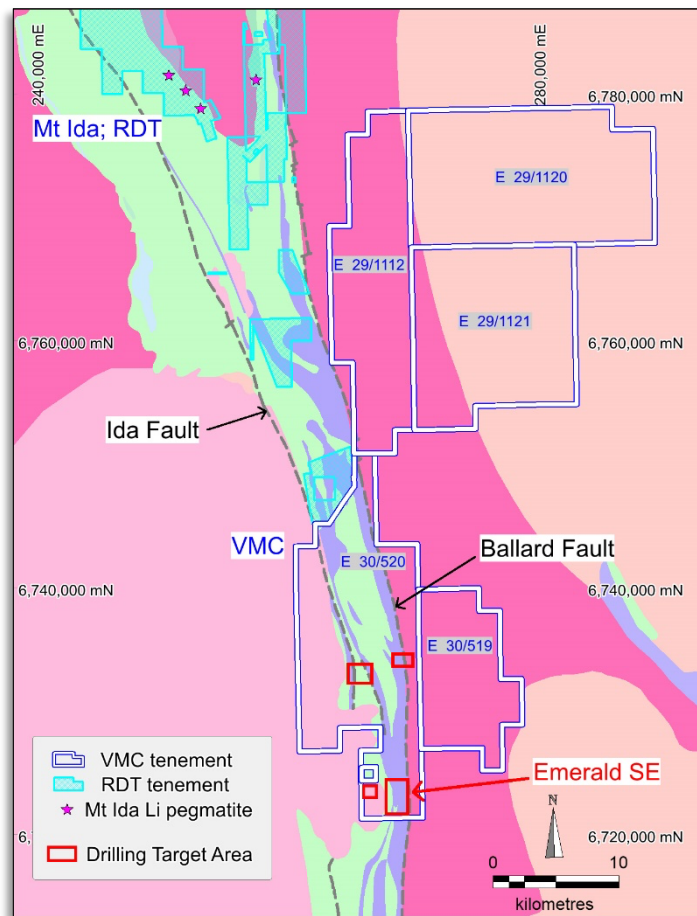 240,000 mE
280,000 mE
6,780,000 mN
Mt Ida; RDT
E 29/1120
E 29/1112
E 29/1121
6,760,000 mN
6,760,000 mN
Ida Fault
VMC
Ballard Fault
E 30/520
6,740,000 mN
6,740,000 mN
E 30/519
VMC tenement
RDT tenement
Mt Ida Li pegmatite
Drilling Target Area
Emerald SE
N
6,7
6,720,000 mN
0
10
kilometres